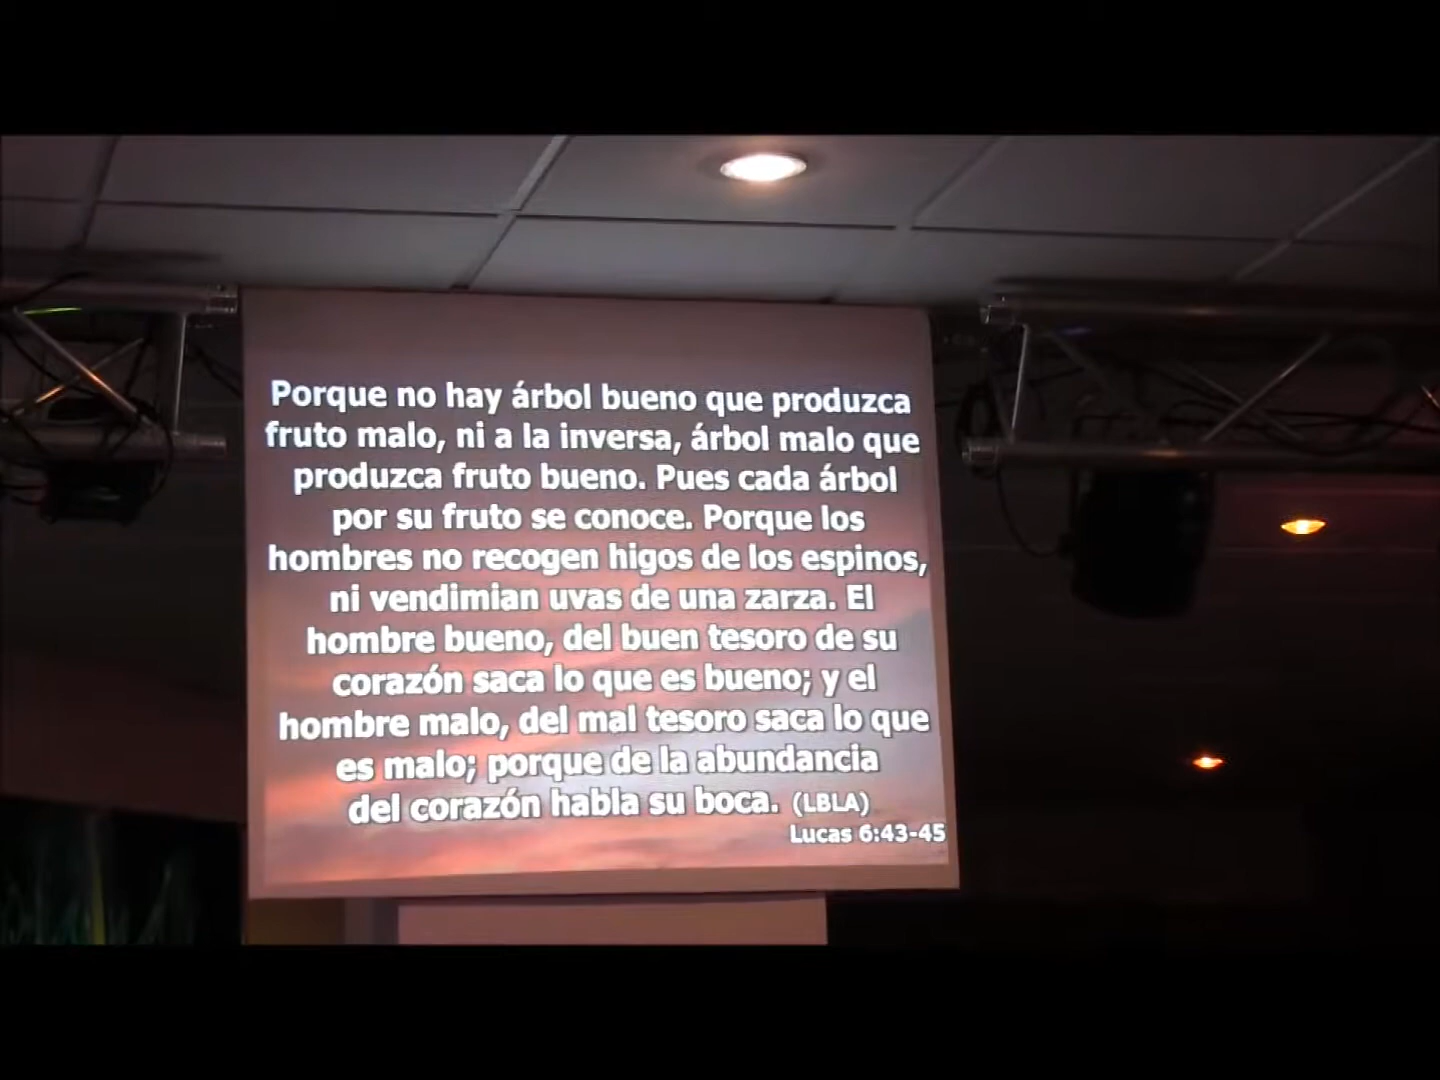 Porque no hay árbol bueno que produzca
fruto malo, ni a la inversa, árbol malo que
produzca fruto bueno. Pues cada árbol
por su fruto se conoce. Porque los
hombres no recogen higos de los espinos,
ni vendimian uvas de una zarza. El
hombre bueno, del buen tesoro de su
corazón saca lo que es bueno; y el
hombre malo, del mal tesoro saca lo que
es malo; porque de la abundancia
del corazón habla su boca. (LBLA)
Lucas 6:43-45